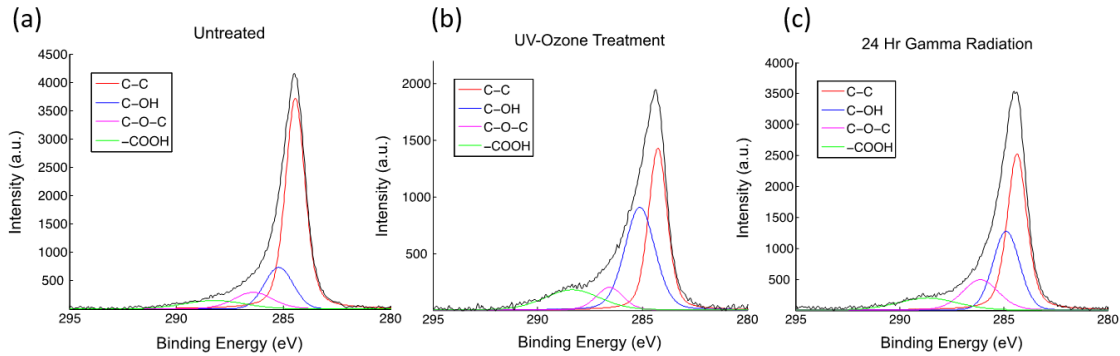 (a)
Untreated
4500
4000
3500
3000
2500
2000
1500
1000
500
Intensity (a.u.)
C–C
C–OH
C–O–C
–COOH
295 290 285 280
Binding Energy (eV)
(b)
UV-Ozone Treatment
2000
1500
1000
500
Intensity (a.u.)
C–C
C–OH
C–O–C
–COOH
295 290 285 280
Binding Energy (eV)
(c)
24 Hr Gamma Radiation
4000
3500
3000
2500
2000
1500
1000
500
Intensity (a.u.)
C–C
C–OH
C–O–C
–COOH
295 290 285 280
Binding Energy (eV)